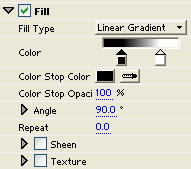 Fill
Fill Type Linear Gradient
Color
Color Stop Color
Color Stop Opaci 100 %
Angle 90.0 °
Repeat 0.0
Sheen
Texture